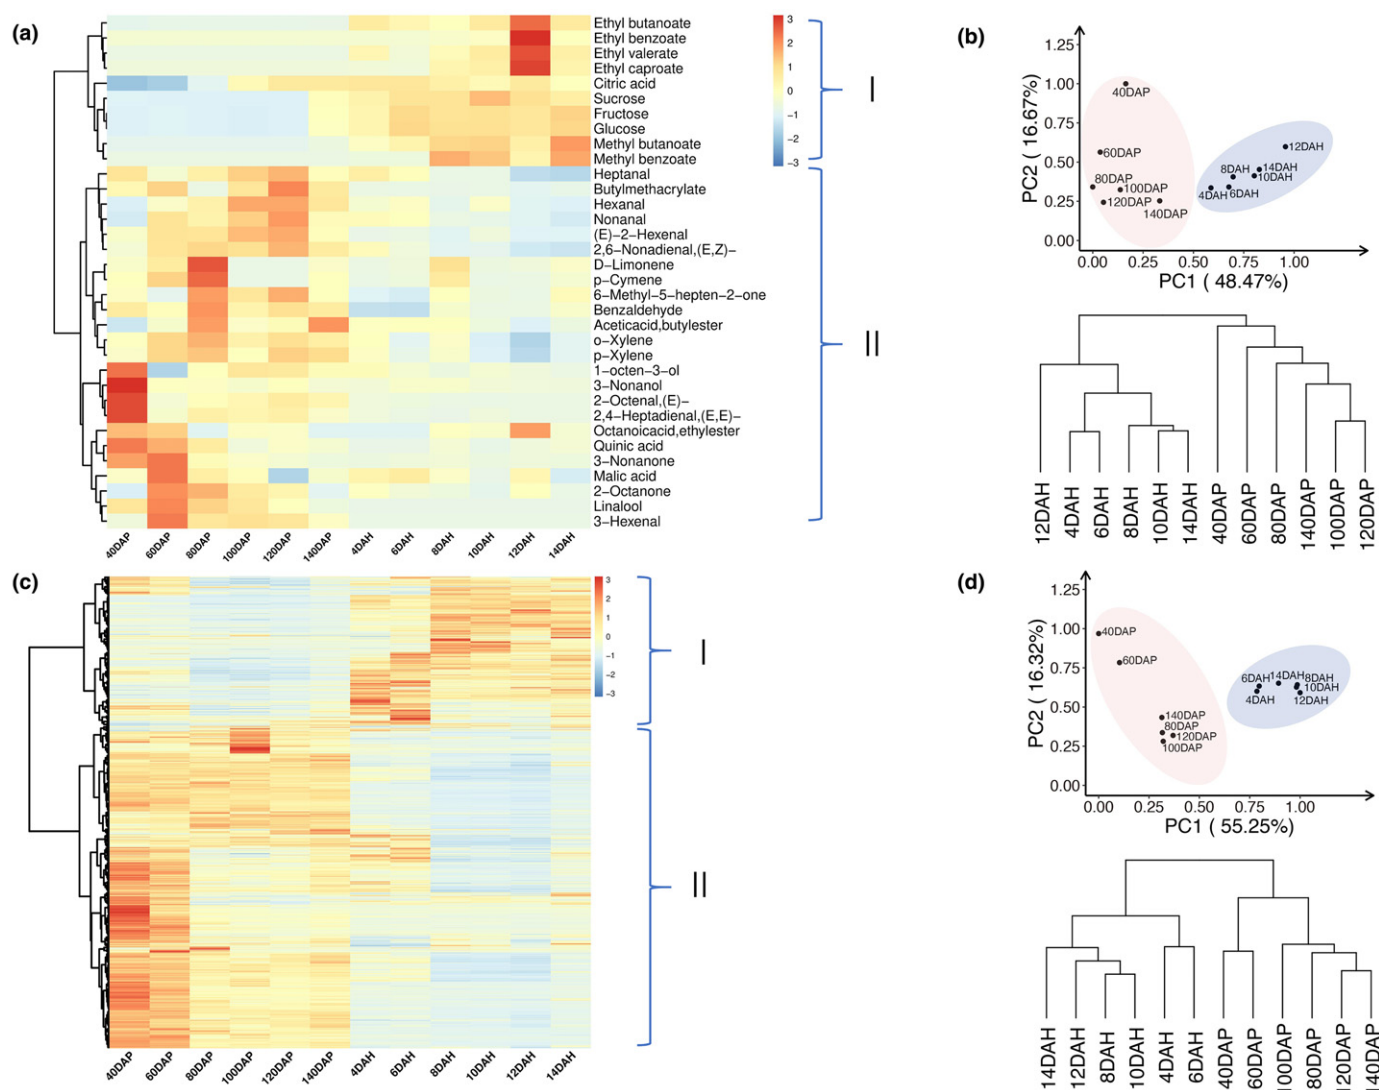 (a)
Ethyl butanoate
Ethyl benzoate
Ethyl valerate
Ethyl caproate
Citric acid
Sucrose
Fructose
Glucose
Methyl butanoate
Methyl benzoate
Heptanal
Butylmethacrylate
Hexanal
Nonanal
(E)−2−Hexenal
2,6−Nonadienal,(E,Z)−
D−Limonene
p−Cymene
6−Methyl−5−hepten−2−one
Benzaldehyde
Aceticacid,butylester
o−Xylene
p−Xylene
1−octen−3−ol
3−Nonanol
2−Octenal,(E)−
2,4−Heptadienal,(E,E)−
Octanoicacid,ethylester
Quinic acid
3−Nonanone
Malic acid
2−Octanone
Linalool
3−Hexenal
40DAP 60DAP 80DAP 100DAP 120DAP 140DAP 4DAH 6DAH 8DAH 10DAH 12DAH 14DAH
3
2
1
0
−1
−2
−3
I
II
(b)
PC2 ( 16.67%)
1.25
1.00
0.75
0.50
0.25
0.00
40DAP
60DAP
80DAP
100DAP
120DAP
140DAP
12DAH
8DAH
14DAH
10DAH
4DAH
6DAH
0.00 0.25 0.50 0.75 1.00
PC1 ( 48.47%)
12DAH 4DAH 6DAH 8DAH 10DAH 14DAH 40DAP 60DAP 80DAP 140DAP 100DAP 120DAP
(c)
3
2
1
0
−1
−2
−3
I
II
40DAP 60DAP 80DAP 100DAP 120DAP 140DAP 4DAH 6DAH 8DAH 10DAH 12DAH 14DAH
(d)
PC2 ( 16.32%)
1.25
1.00
0.75
0.50
0.25
0.00
40DAP
60DAP
140DAP
80DAP
120DAP
100DAP
6DAH
14DAH
8DAH
10DAH
4DAH
12DAH
0.00 0.25 0.50 0.75 1.00
PC1 ( 55.25%)
14DAH 12DAH 8DAH 10DAH 4DAH 6DAH 40DAP 60DAP 100DAP 80DAP 120DAP 140DAP